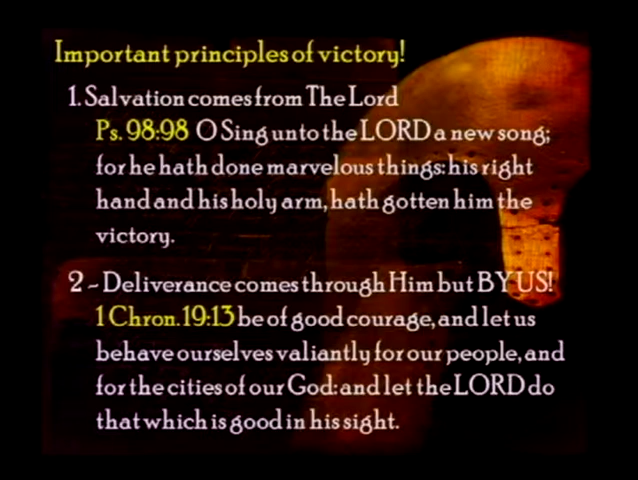 Important principles of victory!
1. Salvation comes from The Lord
Ps. 98:98 O Sing unto the LORD a new song;
for he hath done marvelous things: his right
hand and his holy arm, hath gotten him the
victory.
2 - Deliverance comes through Him but BY US!
1 Chron. 19:13 be of good courage, and let us
behave ourselves valiantly for our people, and
for the cities of our God: and let the LORD do
that which is good in his sight.